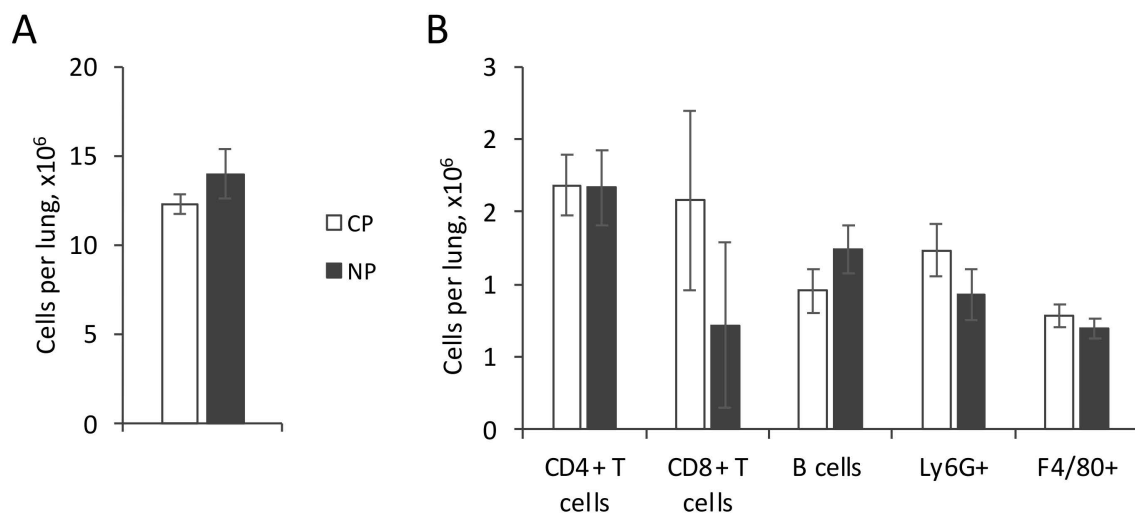 A
Cells per lung, x10⁶
20
15
10
5
0
CP
NP
B
Cells per lung, x10⁶
3
2
2
1
1
0
CD4+ T
cells
CD8+ T
cells
B cells
Ly6G+
F4/80+